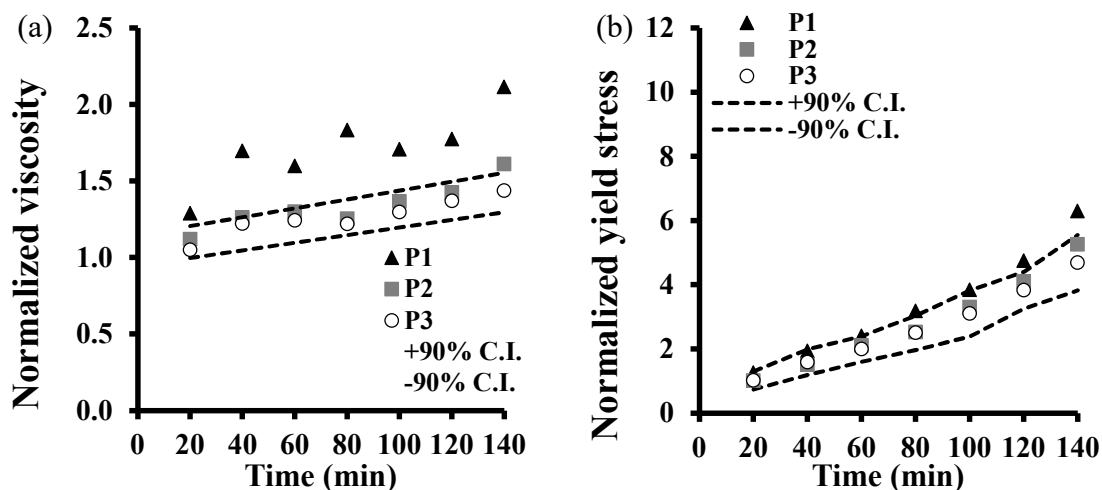 (a)
Normalized viscosity
2.5
2.0
1.5
1.0
0.5
0.0
P1
P2
P3
+90% C.I.
-90% C.I.
0 20 40 60 80 100 120 140
Time (min)
(b)
Normalized yield stress
12
10
8
6
4
2
0
P1
P2
P3
+90% C.I.
-90% C.I.
0 20 40 60 80 100 120 140
Time (min)